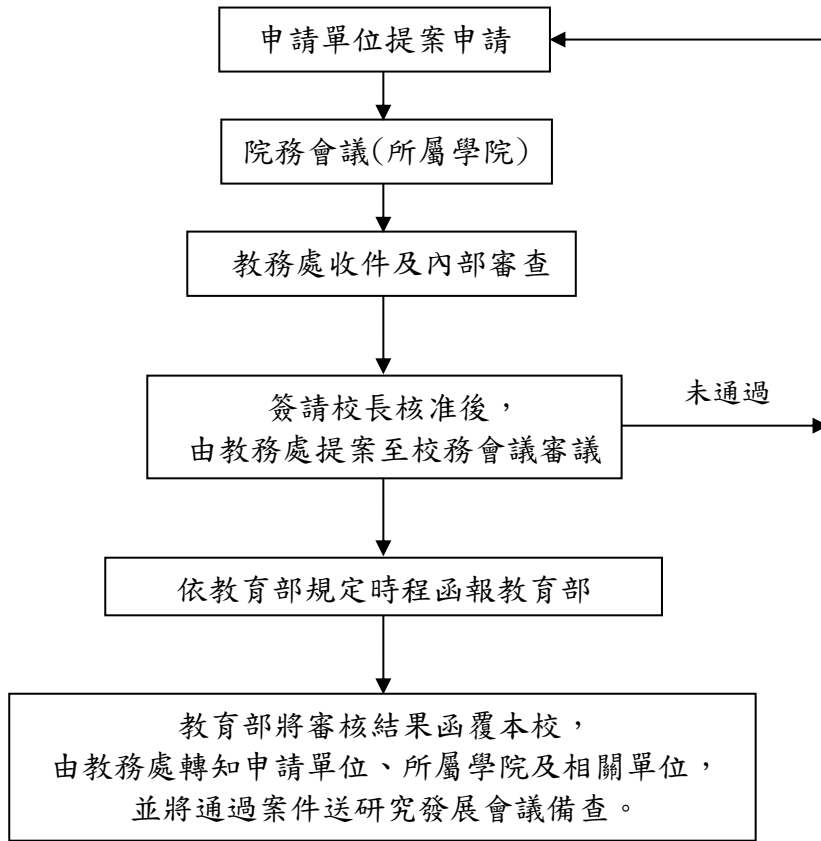 申請單位提案申請
院務會議(所屬學院)
教務處收件及內部審查
簽請校長核准後，
由教務處提案至校務會議審議
未通過
依教育部規定時程函報教育部
教育部將審核結果函覆本校，
由教務處轉知申請單位、所屬學院及相關單位，
並將通過案件送研究發展會議備查。